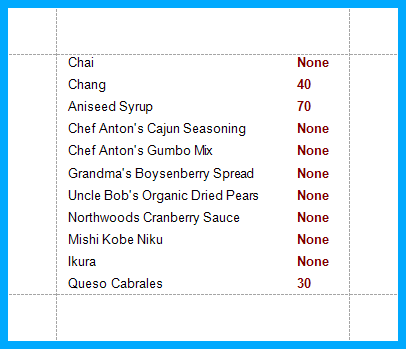 Chai None
Chang 40
Aniseed Syrup 70
Chef Anton's Cajun Seasoning None
Chef Anton's Gumbo Mix None
Grandma's Boysenberry Spread None
Uncle Bob's Organic Dried Pears None
Northwoods Cranberry Sauce None
Mishi Kobe Niku None
Ikura None
Queso Cabrales 30